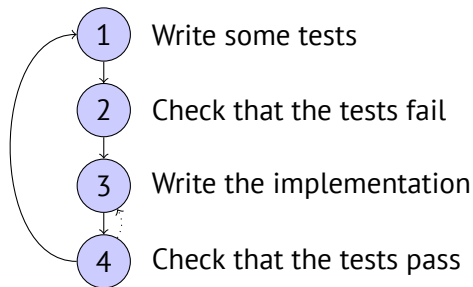 1 Write some tests
2 Check that the tests fail
3 Write the implementation
4 Check that the tests pass